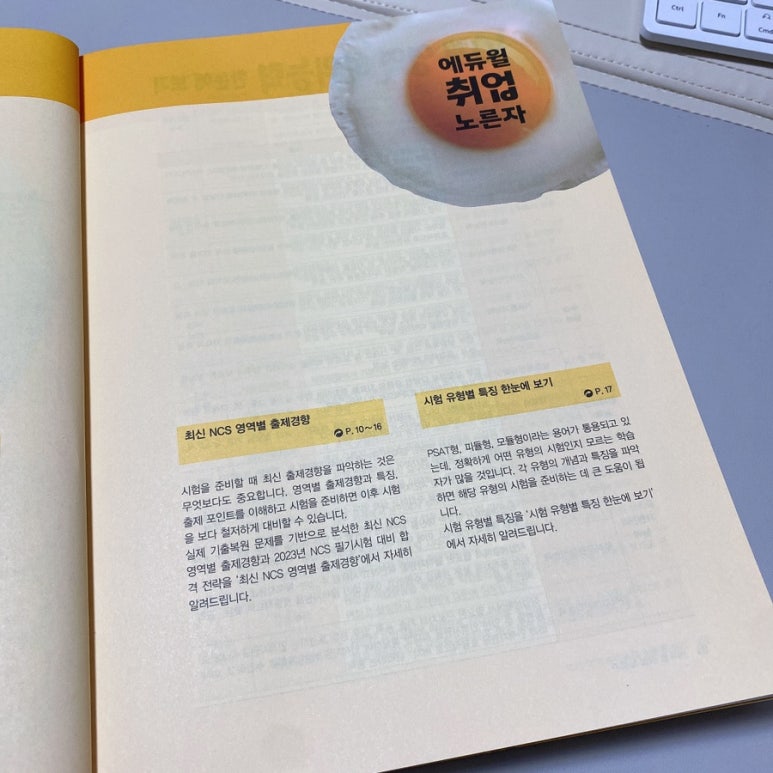 Ctrl
Fn
Cmd
에듀윌
취업
노른자
최신 NCS 영역별 출제경향
P. 10~16
시험을 준비할 때 최신 출제경향을 파악하는 것은
무엇보다도 중요합니다. 영역별 출제경향과 특징,
출제 포인트를 이해하고 시험을 준비하면 이후 시험
을 보다 철저하게 대비할 수 있습니다.
실제 기출복원 문제를 기반으로 분석한 최신 NCS
영역별 출제경향과 2023년 NCS 필기시험 대비 합
격 전략을 '최신 NCS 영역별 출제경향'에서 자세히
알려드립니다.
시험 유형별 특징 한눈에 보기
P. 17
PSAT형, 피듈형, 모듈형이라는 용어가 통용되고 있
는데, 정확하게 어떤 유형의 시험인지 모르는 학습
자가 많을 것입니다. 각 유형의 개념과 특징을 파악
하면 해당 유형의 시험을 준비하는 데 큰 도움이 됩
니다.
시험 유형별 특징을 '시험 유형별 특징 한눈에 보기'
에서 자세히 알려드립니다.